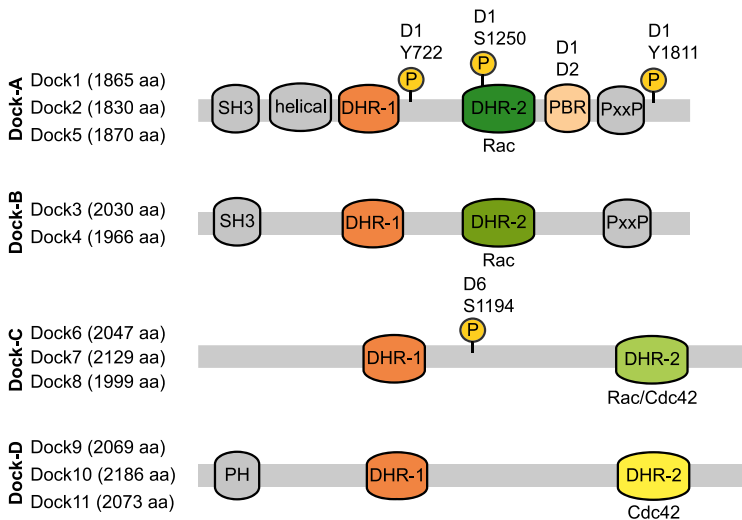 Dock-A
Dock1 (1865 aa)
Dock2 (1830 aa)
Dock5 (1870 aa)
D1
Y722
D1
S1250
D1
D2
D1
Y1811
P
P
P
SH3
helical
DHR-1
DHR-2
PBR
PxxP
Rac
Dock-B
Dock3 (2030 aa)
Dock4 (1966 aa)
SH3
DHR-1
DHR-2
PxxP
Rac
Dock-C
Dock6 (2047 aa)
Dock7 (2129 aa)
Dock8 (1999 aa)
D6
S1194
P
DHR-1
DHR-2
Rac/Cdc42
Dock-D
Dock9 (2069 aa)
Dock10 (2186 aa)
Dock11 (2073 aa)
PH
DHR-1
DHR-2
Cdc42